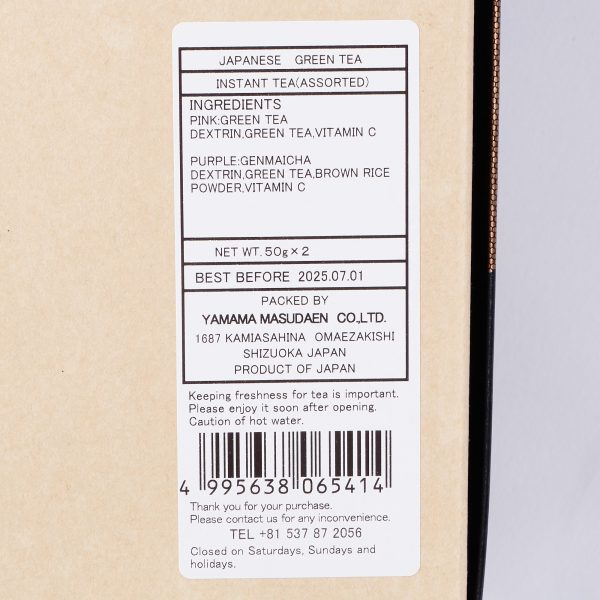 JAPANESE GREEN TEA
INSTANT TEA(ASSORTED)
INGREDIENTS
PINK:GREEN TEA
DEXTRIN,GREEN TEA,VITAMIN C
PURPLE:GENMAICHA
DEXTRIN,GREEN TEA,BROWN RICE
POWDER,VITAMIN C
NET WT. 50g×2
BEST BEFORE 2025.07.01
PACKED BY
YAMAMA MASUDAEN CO.,LTD.
1687 KAMIASAHINA OMAEZAKISHI
SHIZUOKA JAPAN
PRODUCT OF JAPAN
Keeping freshness for tea is important.
Please enjoy it soon after opening.
Caution of hot water.
4 995638 065414
Thank you for your purchase.
Please contact us for any inconvenience.
TEL +81 537 87 2056
Closed on Saturdays, Sundays and
holidays.